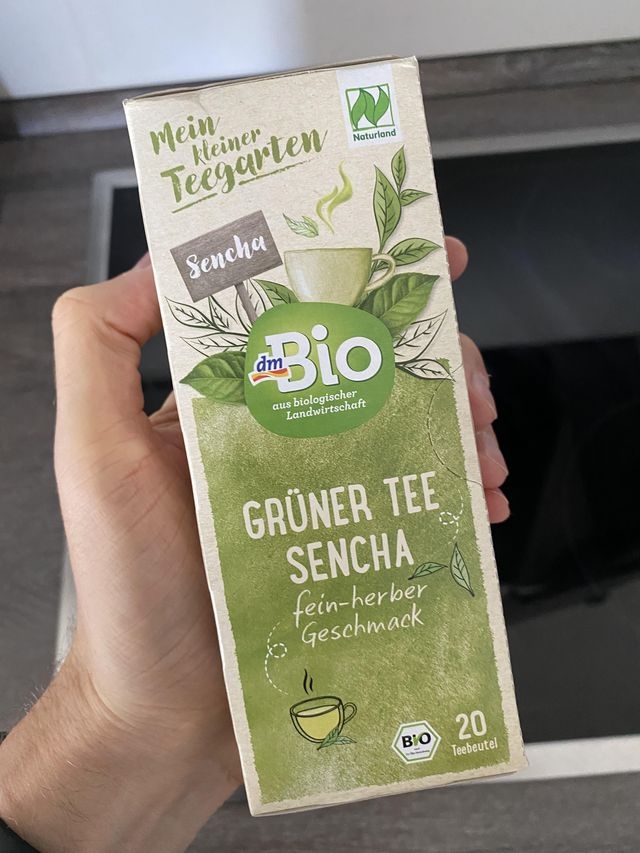 Mein
kleiner
Teegarten
Naturland
Sencha
dm
Bio
aus biologischer
Landwirtschaft
GRÜNER TEE
SENCHA
fein-herber
Geschmack
Bio
20
Teebeutel